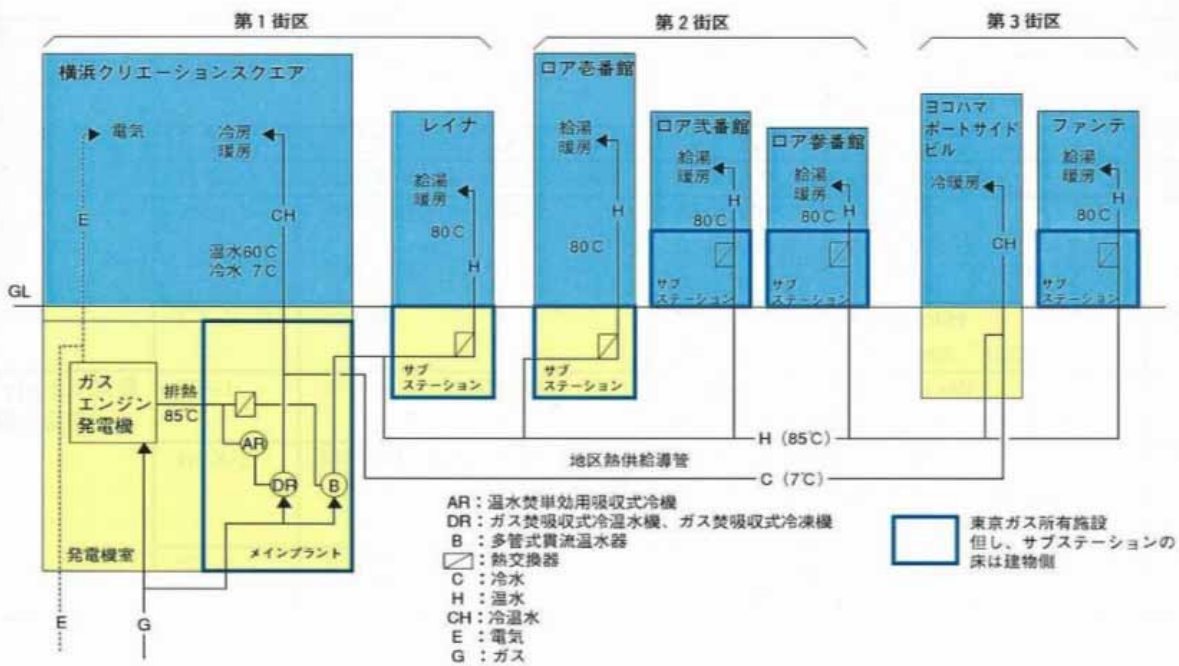 第1街区
第2街区
第3街区
横浜クリエーションスクエア
電気
冷房
暖房
E
CH
温水60℃
冷水 7℃
レイナ
給湯
暖房
80℃
H
ロア壱番館
給湯
暖房
H
80℃
ロア弐番館
給湯
暖房
H
80℃
サブ
ステーション
ロア参番館
給湯
暖房
H
80℃
サブ
ステーション
ヨコハマ
ポートサイド
ビル
冷暖房
CH
ファンテ
給湯
暖房
H
80℃
サブ
ステーション
GL
ガス
エンジン
発電機
排熱
85℃
AR
DR
B
発電機室
メインプラント
サブ
ステーション
サブ
ステーション
H(85℃)
地区熱供給導管
C(7℃)
E
G
AR:温水焚単効用吸収式冷機
DR:ガス焚吸収式冷温水機、ガス焚吸収式冷凍機
B:多管式貫流温水器
:熱交換器
C:冷水
H:温水
CH:冷温水
E:電気
G:ガス
東京ガス所有施設
但し、サブステーションの
床は建物側